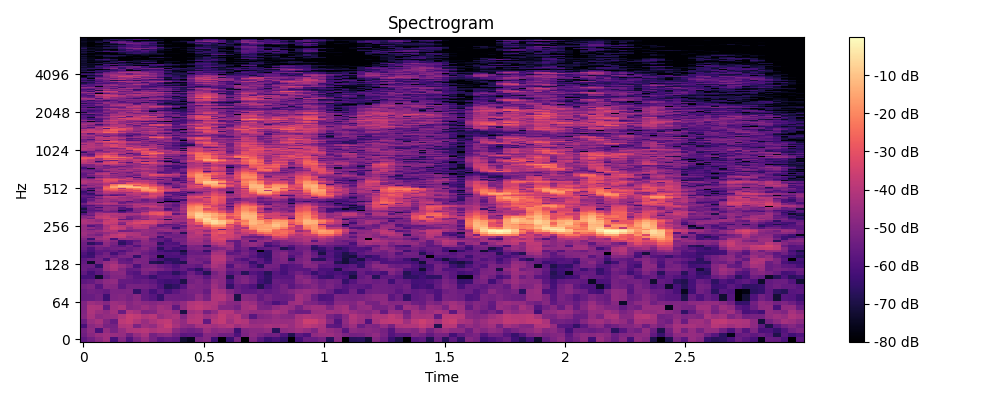 Spectrogram
Hz
4096
2048
1024
512
256
128
64
0
0
0.5
1
1.5
2
2.5
Time
-10 dB
-20 dB
-30 dB
-40 dB
-50 dB
-60 dB
-70 dB
-80 dB